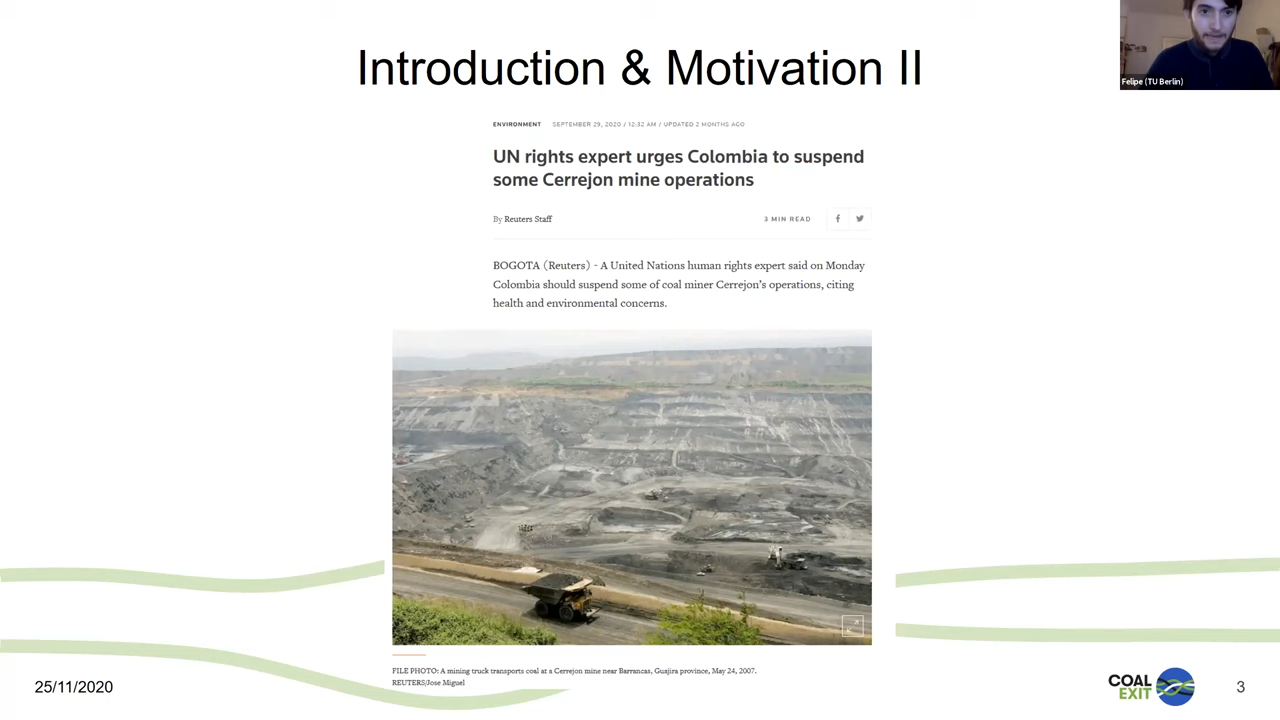 Introduction & Motivation II
Felipe (TU Berlin)
ENVIRONMENT SEPTEMBER 29, 2020 / 12:32 AM / UPDATED 2 MONTHS AGO
UN rights expert urges Colombia to suspend
some Cerrejon mine operations
By Reuters Staff
3 MIN READ
BOGOTA (Reuters) - A United Nations human rights expert said on Monday
Colombia should suspend some of coal miner Cerrejon’s operations, citing
health and environmental concerns.
FILE PHOTO: A mining truck transports coal at a Cerrejon mine near Barrancas, Guajira province, May 24, 2007.
REUTERS/Jose Miguel
25/11/2020
COAL
EXIT
3